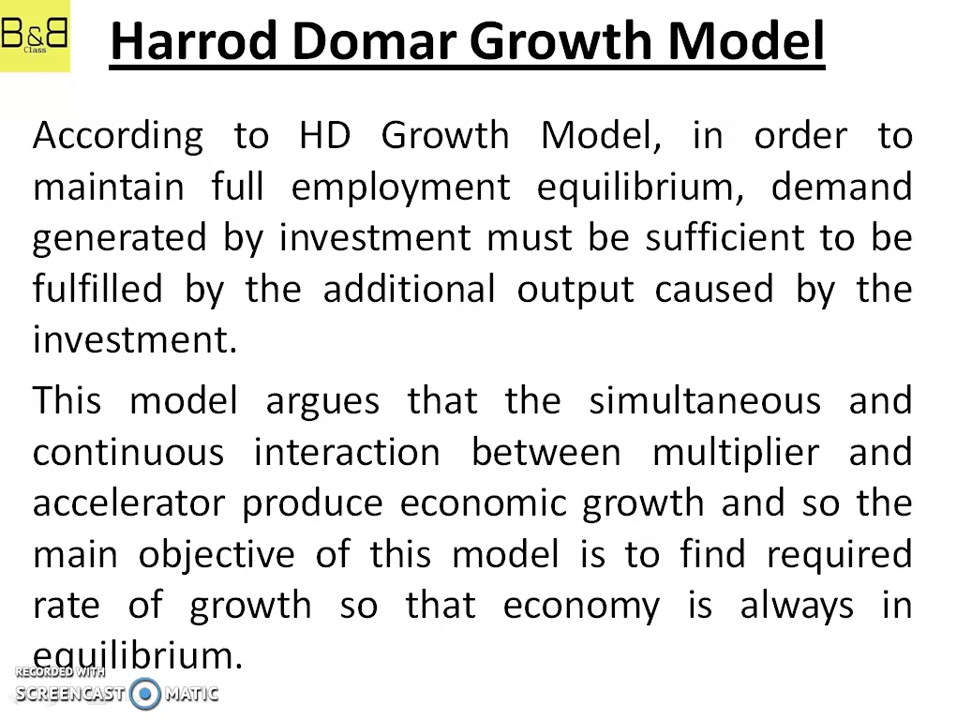 B&B
Class
Harrod Domar Growth Model
According to HD Growth Model, in order to
maintain full employment equilibrium, demand
generated by investment must be sufficient to be
fulfilled by the additional output caused by the
investment.
This model argues that the simultaneous and
continuous interaction between multiplier and
accelerator produce economic growth and so the
main objective of this model is to find required
rate of growth so that economy is always in
equilibrium.
RECORDED WITH
SCREENCAST MATIC